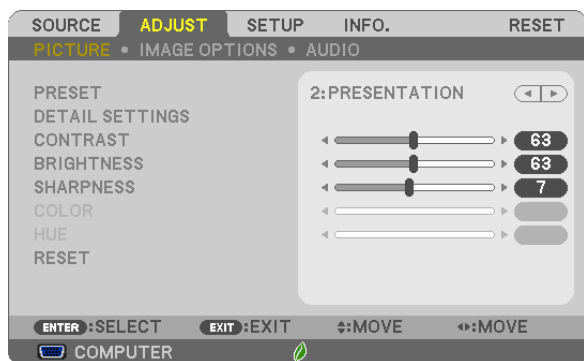 SOURCE ADJUST SETUP INFO. RESET
PICTURE • IMAGE OPTIONS • AUDIO
PRESET 2:PRESENTATION
DETAIL SETTINGS
CONTRAST 63
BRIGHTNESS 63
SHARPNESS 7
COLOR
HUE
RESET
ENTER :SELECT EXIT :EXIT :MOVE :MOVE
COMPUTER